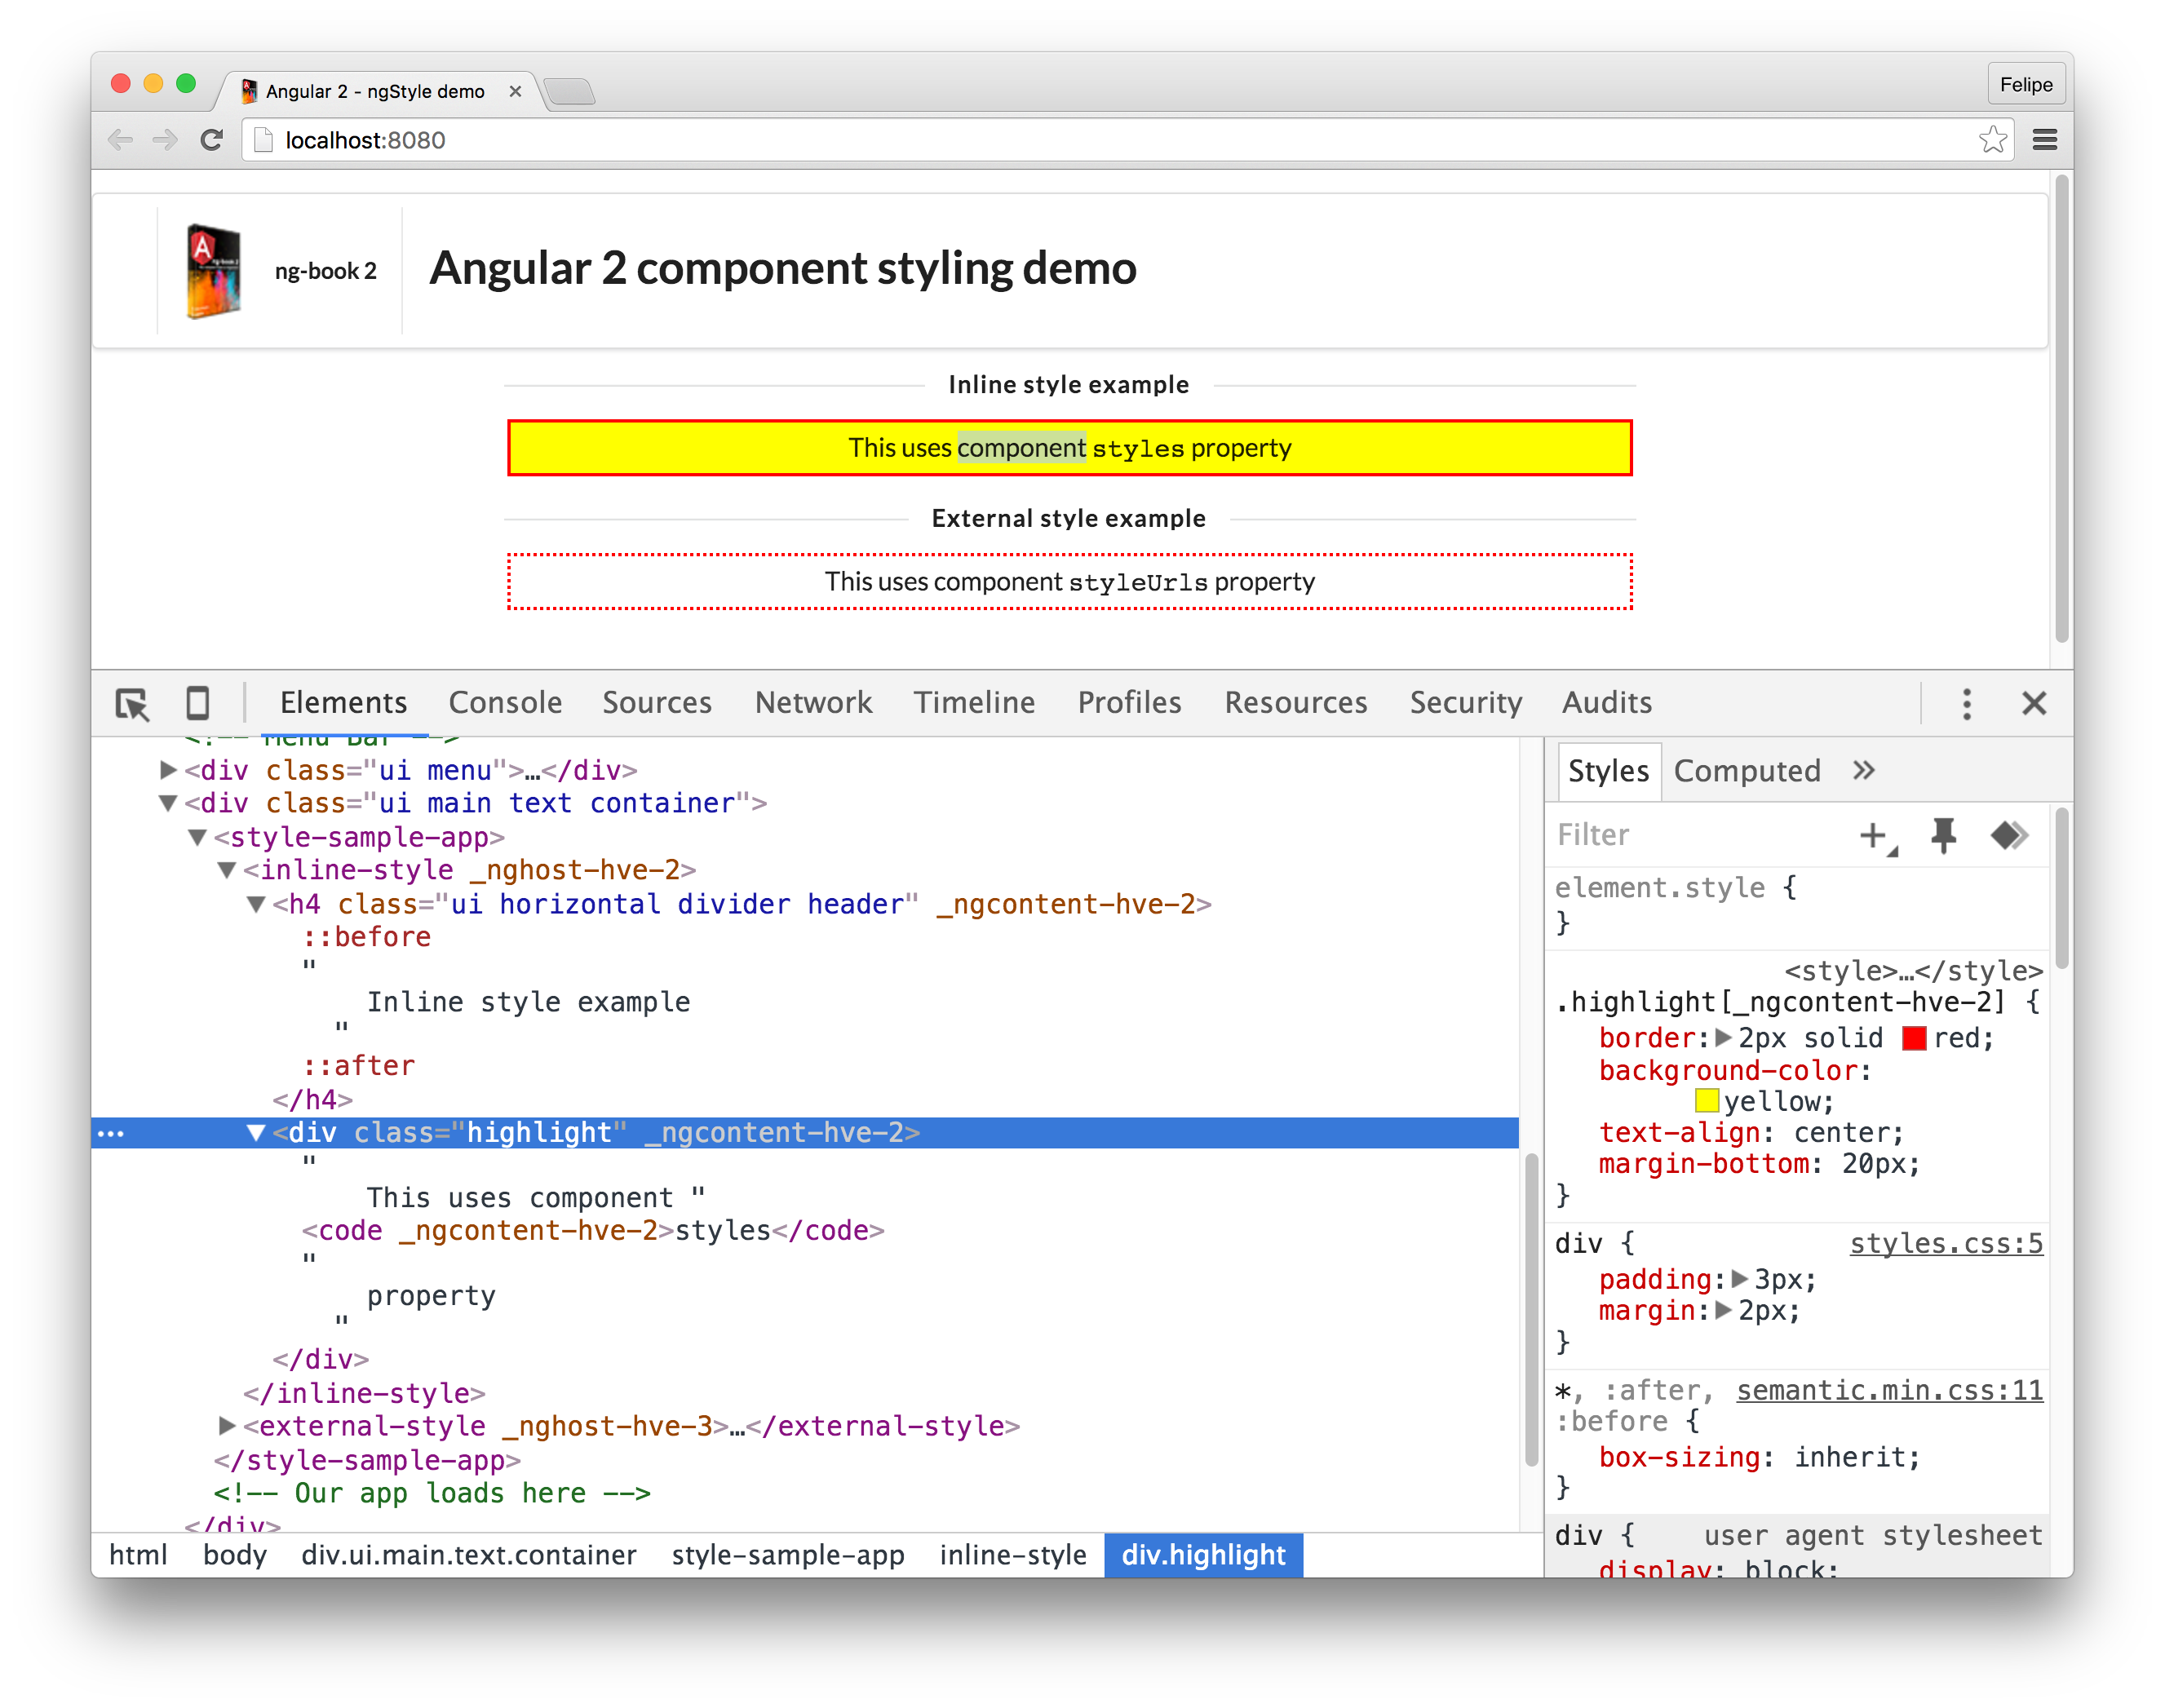 Angular 2 - ngStyle demo
Felipe
localhost:8080
ng-book 2
Angular 2 component styling demo
Inline style example
This uses component styles property
External style example
This uses component styleUrls property
Elements Console Sources Network Timeline Profiles Resources Security Audits
<!-- Menu Bar -->
<div class="ui menu">…</div>
<div class="ui main text container">
<style-sample-app>
<inline-style _nghost-hve-2>
<h4 class="ui horizontal divider header" _ngcontent-hve-2>
::before
"
Inline style example
"
::after
</h4>
<div class="highlight" _ngcontent-hve-2>
"
This uses component "
<code _ngcontent-hve-2>styles</code>
"
property
"
</div>
</inline-style>
<external-style _nghost-hve-3>…</external-style>
</style-sample-app>
<!-- Our app loads here -->
</div>
html body div.ui.main.text.container style-sample-app inline-style div.highlight
Styles Computed »
Filter
element.style {
}
<style>…</style>
.highlight[_ngcontent-hve-2] {
border: 2px solid red;
background-color:
yellow;
text-align: center;
margin-bottom: 20px;
}
div { styles.css:5
padding: 3px;
margin: 2px;
}
*, :after, semantic.min.css:11
:before {
box-sizing: inherit;
}
div { user agent stylesheet
display: block;